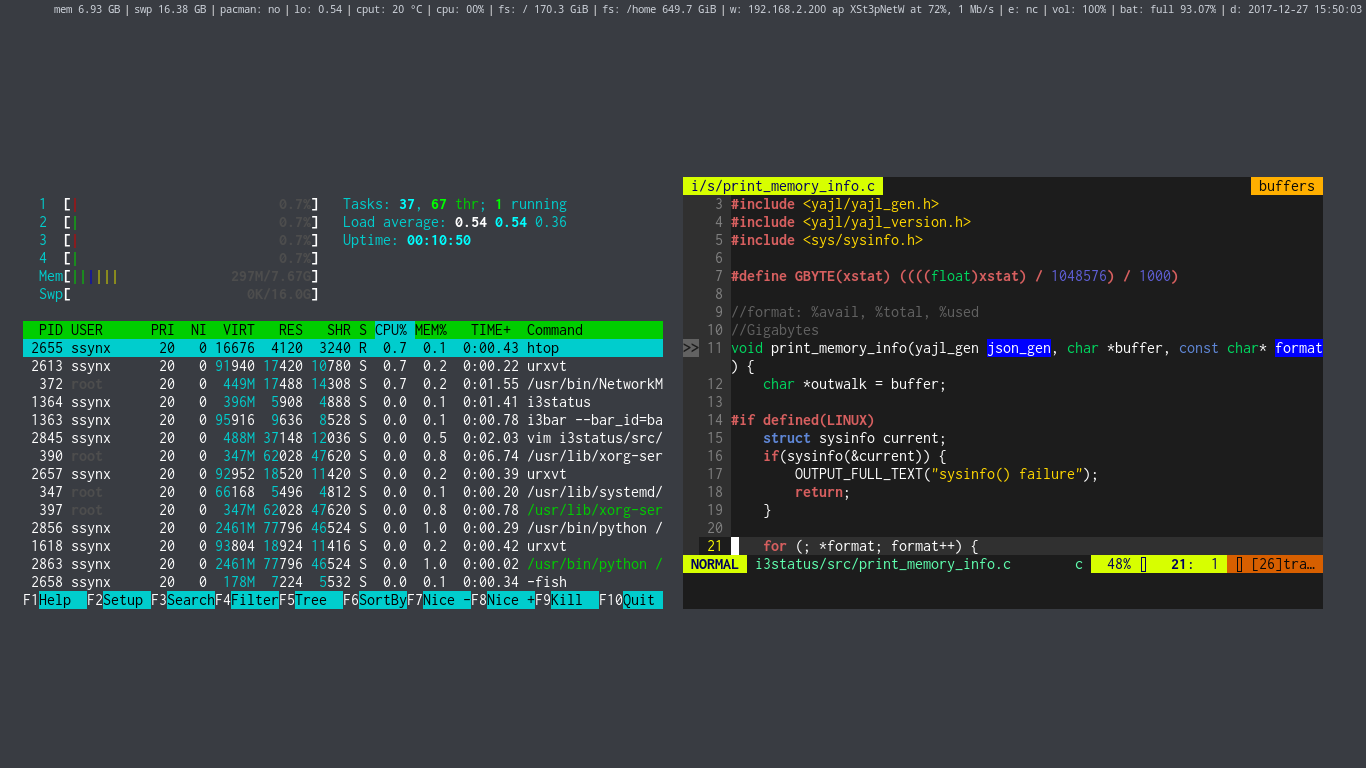 mem 6.93 GB | swp 16.38 GB | pacman: no | lo: 0.54 | cput: 20 °C | cpu: 00% | fs: / 170.3 GiB | fs: /home 649.7 GiB | w: 192.168.2.200 ap XSt3pNetW at 72%, 1 Mb/s | e: nc | vol: 100% | bat: full 93.07% | d: 2017-12-27 15:50:03
1 [| 0.7%] Tasks: 37, 67 thr; 1 running
2 [| 0.7%] Load average: 0.54 0.54 0.36
3 [| 0.7%] Uptime: 00:10:50
4 [| 0.7%]
Mem[|||||| 297M/7.67G]
Swp[ 0K/16.0G]
PID USER PRI NI VIRT RES SHR S CPU% MEM% TIME+ Command
2655 ssynx 20 0 16676 4120 3240 R 0.7 0.1 0:00.43 htop
2613 ssynx 20 0 91940 17420 10780 S 0.7 0.2 0:00.22 urxvt
372 root 20 0 449M 17488 14308 S 0.7 0.2 0:01.55 /usr/bin/NetworkM
1364 ssynx 20 0 396M 5908 4888 S 0.0 0.1 0:01.41 i3status
1363 ssynx 20 0 95916 9636 8528 S 0.0 0.1 0:00.78 i3bar --bar_id=ba
2845 ssynx 20 0 488M 37148 12036 S 0.0 0.5 0:02.03 vim i3status/src/
390 root 20 0 347M 62028 47620 S 0.0 0.8 0:06.74 /usr/lib/xorg-ser
2657 ssynx 20 0 92952 18520 11420 S 0.0 0.2 0:00.39 urxvt
347 root 20 0 66168 5496 4812 S 0.0 0.1 0:00.20 /usr/lib/systemd/
397 root 20 0 347M 62028 47620 S 0.0 0.8 0:00.78 /usr/lib/xorg-ser
2856 ssynx 20 0 2461M 77796 46524 S 0.0 1.0 0:00.29 /usr/bin/python /
1618 ssynx 20 0 93804 18924 11416 S 0.0 0.2 0:00.42 urxvt
2863 ssynx 20 0 2461M 77796 46524 S 0.0 1.0 0:00.02 /usr/bin/python /
2658 ssynx 20 0 178M 7224 5532 S 0.0 0.1 0:00.34 -fish
F1Help F2Setup F3SearchF4FilterF5Tree F6SortByF7Nice -F8Nice +F9Kill F10Quit
i/s/print_memory_info.c buffers
3 #include <yajl/yajl_gen.h>
4 #include <yajl/yajl_version.h>
5 #include <sys/sysinfo.h>
6
7 #define GBYTE(xstat) ((((float)xstat) / 1048576) / 1000)
8
9 //format: %avail, %total, %used
10 //Gigabytes
>> 11 void print_memory_info(yajl_gen json_gen, char *buffer, const char* format
) {
12 char *outwalk = buffer;
13
14 #if defined(LINUX)
15 struct sysinfo current;
16 if(sysinfo(&current)) {
17 OUTPUT_FULL_TEXT("sysinfo() failure");
18 return;
19 }
20
21 for (; *format; format++) {
NORMAL i3status/src/print_memory_info.c c 48% 21: 1 [26]tra…